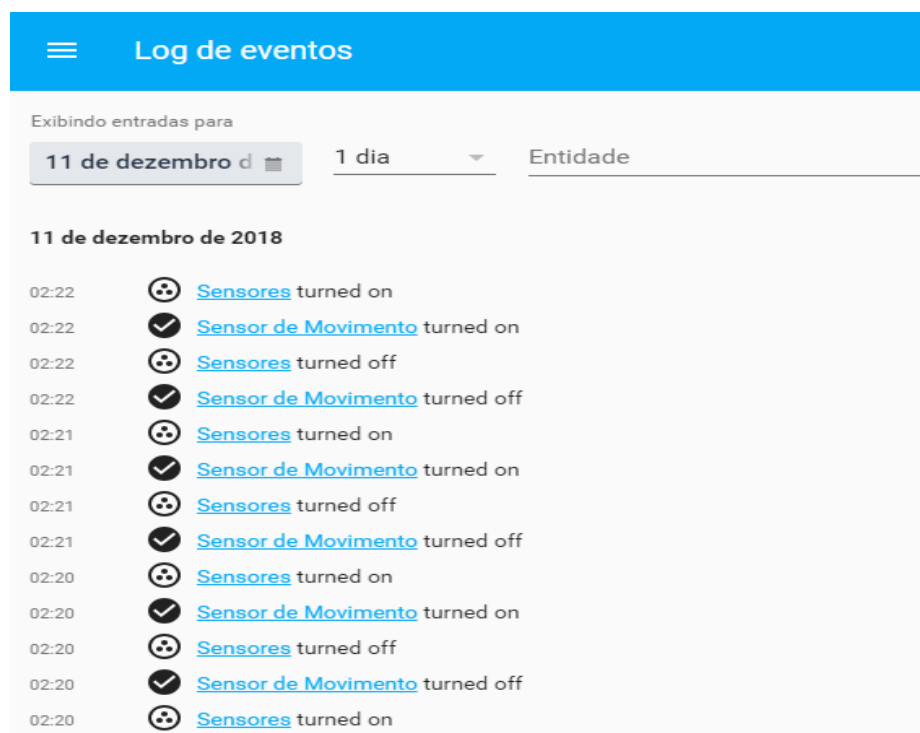 Log de eventos
Exibindo entradas para
11 de dezembro d
1 dia
Entidade
11 de dezembro de 2018
02:22 Sensores turned on
02:22 Sensor de Movimento turned on
02:22 Sensores turned off
02:22 Sensor de Movimento turned off
02:21 Sensores turned on
02:21 Sensor de Movimento turned on
02:21 Sensores turned off
02:21 Sensor de Movimento turned off
02:20 Sensores turned on
02:20 Sensor de Movimento turned on
02:20 Sensores turned off
02:20 Sensor de Movimento turned off
02:20 Sensores turned on